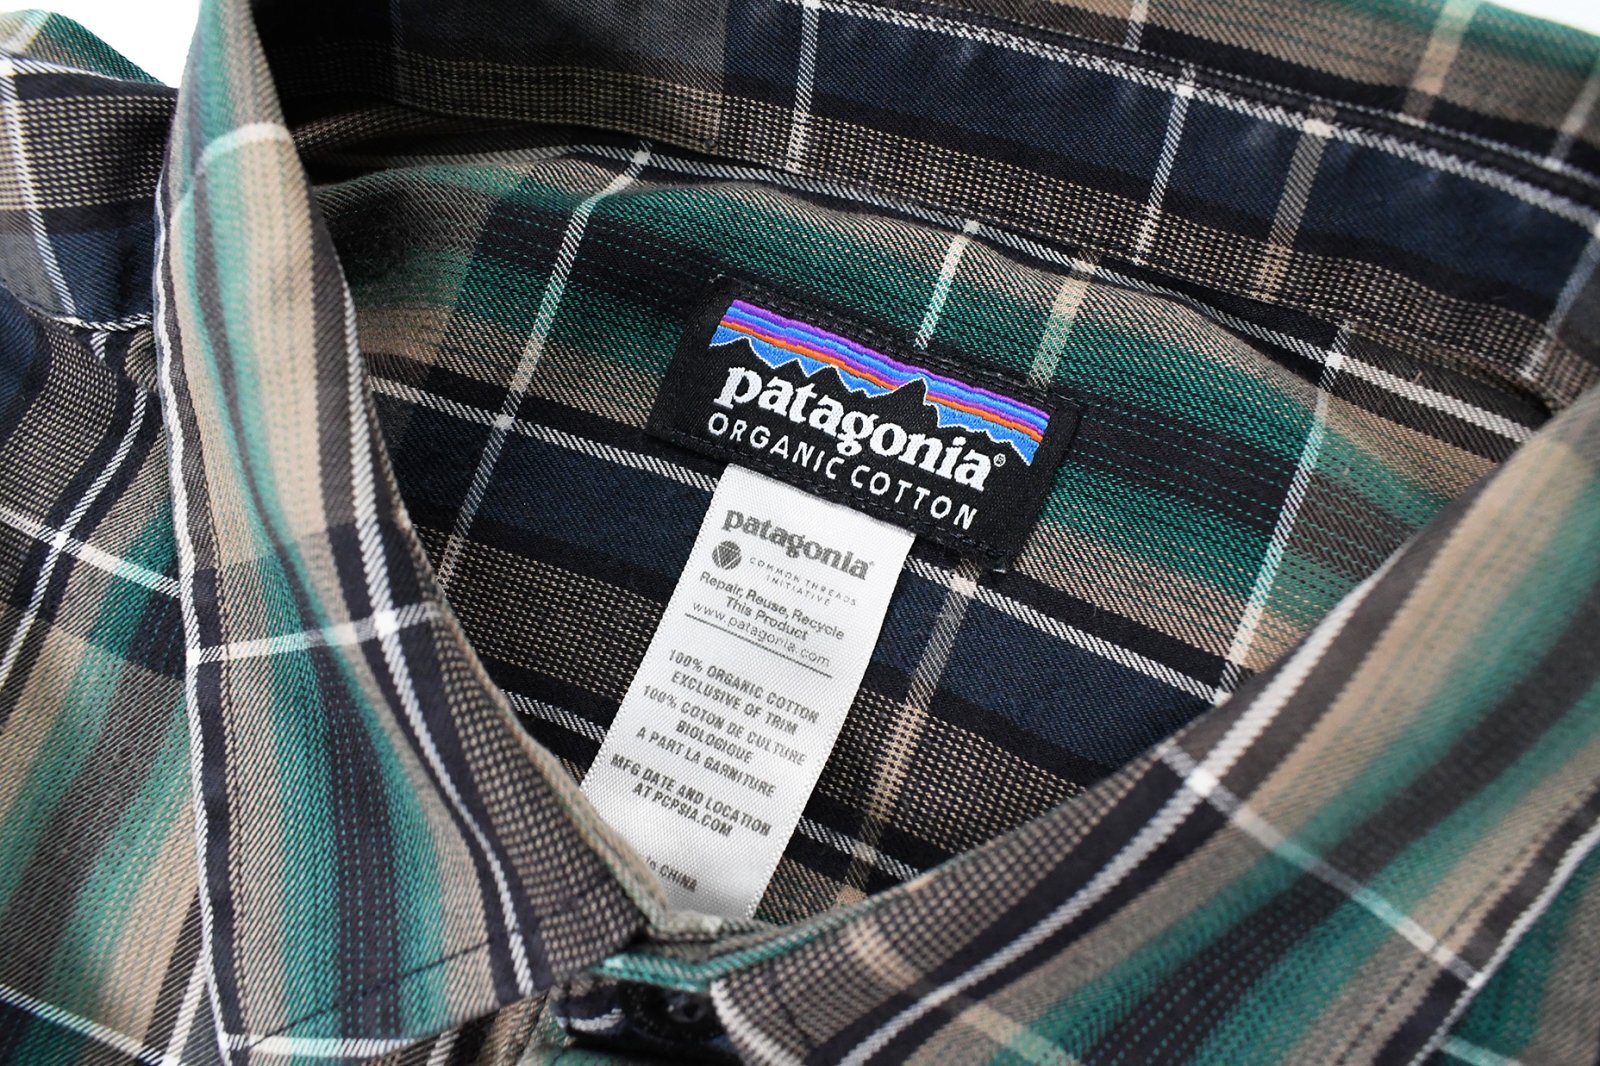 patagonia®
ORGANIC COTTON
patagonia®
COMMON THREADS
INITIATIVE
Repair, Reuse, Recycle
This Product
www.patagonia.com
100% ORGANIC COTTON
EXCLUSIVE OF TRIM
100% COTON DE CULTURE
BIOLOGIQUE
A PART LA GARNITURE
MFG DATE AND LOCATION
AT PCPSIA.COM
CHINA